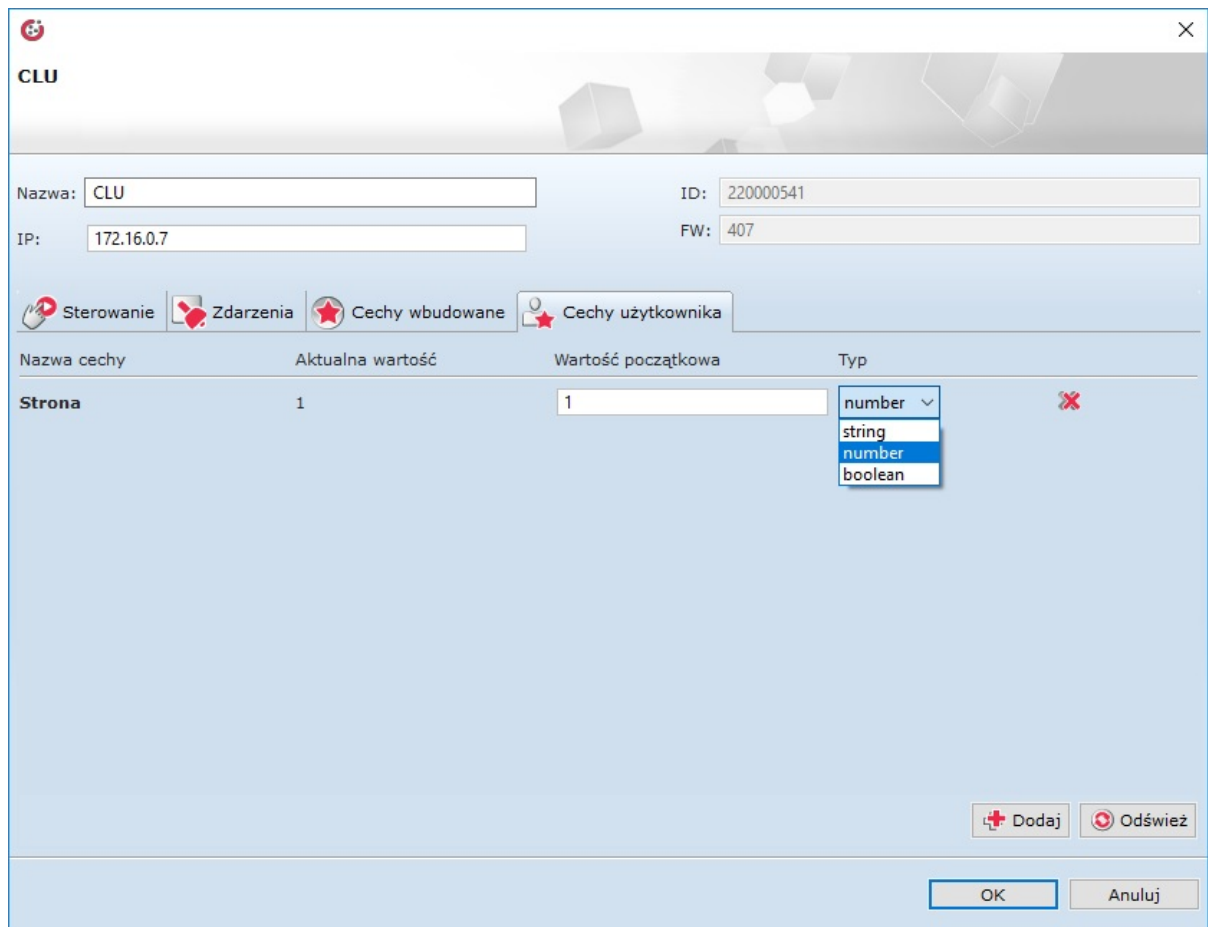 CLU
Nazwa: CLU ID: 220000541
IP: 172.16.0.7 FW: 407
Sterowanie Zdarzenia Cechy wbudowane Cechy użytkownika
Nazwa cechy Aktualna wartość Wartość początkowa Typ
Strona 1 1 number
string
number
boolean
Dodaj Odśwież
OK Anuluj